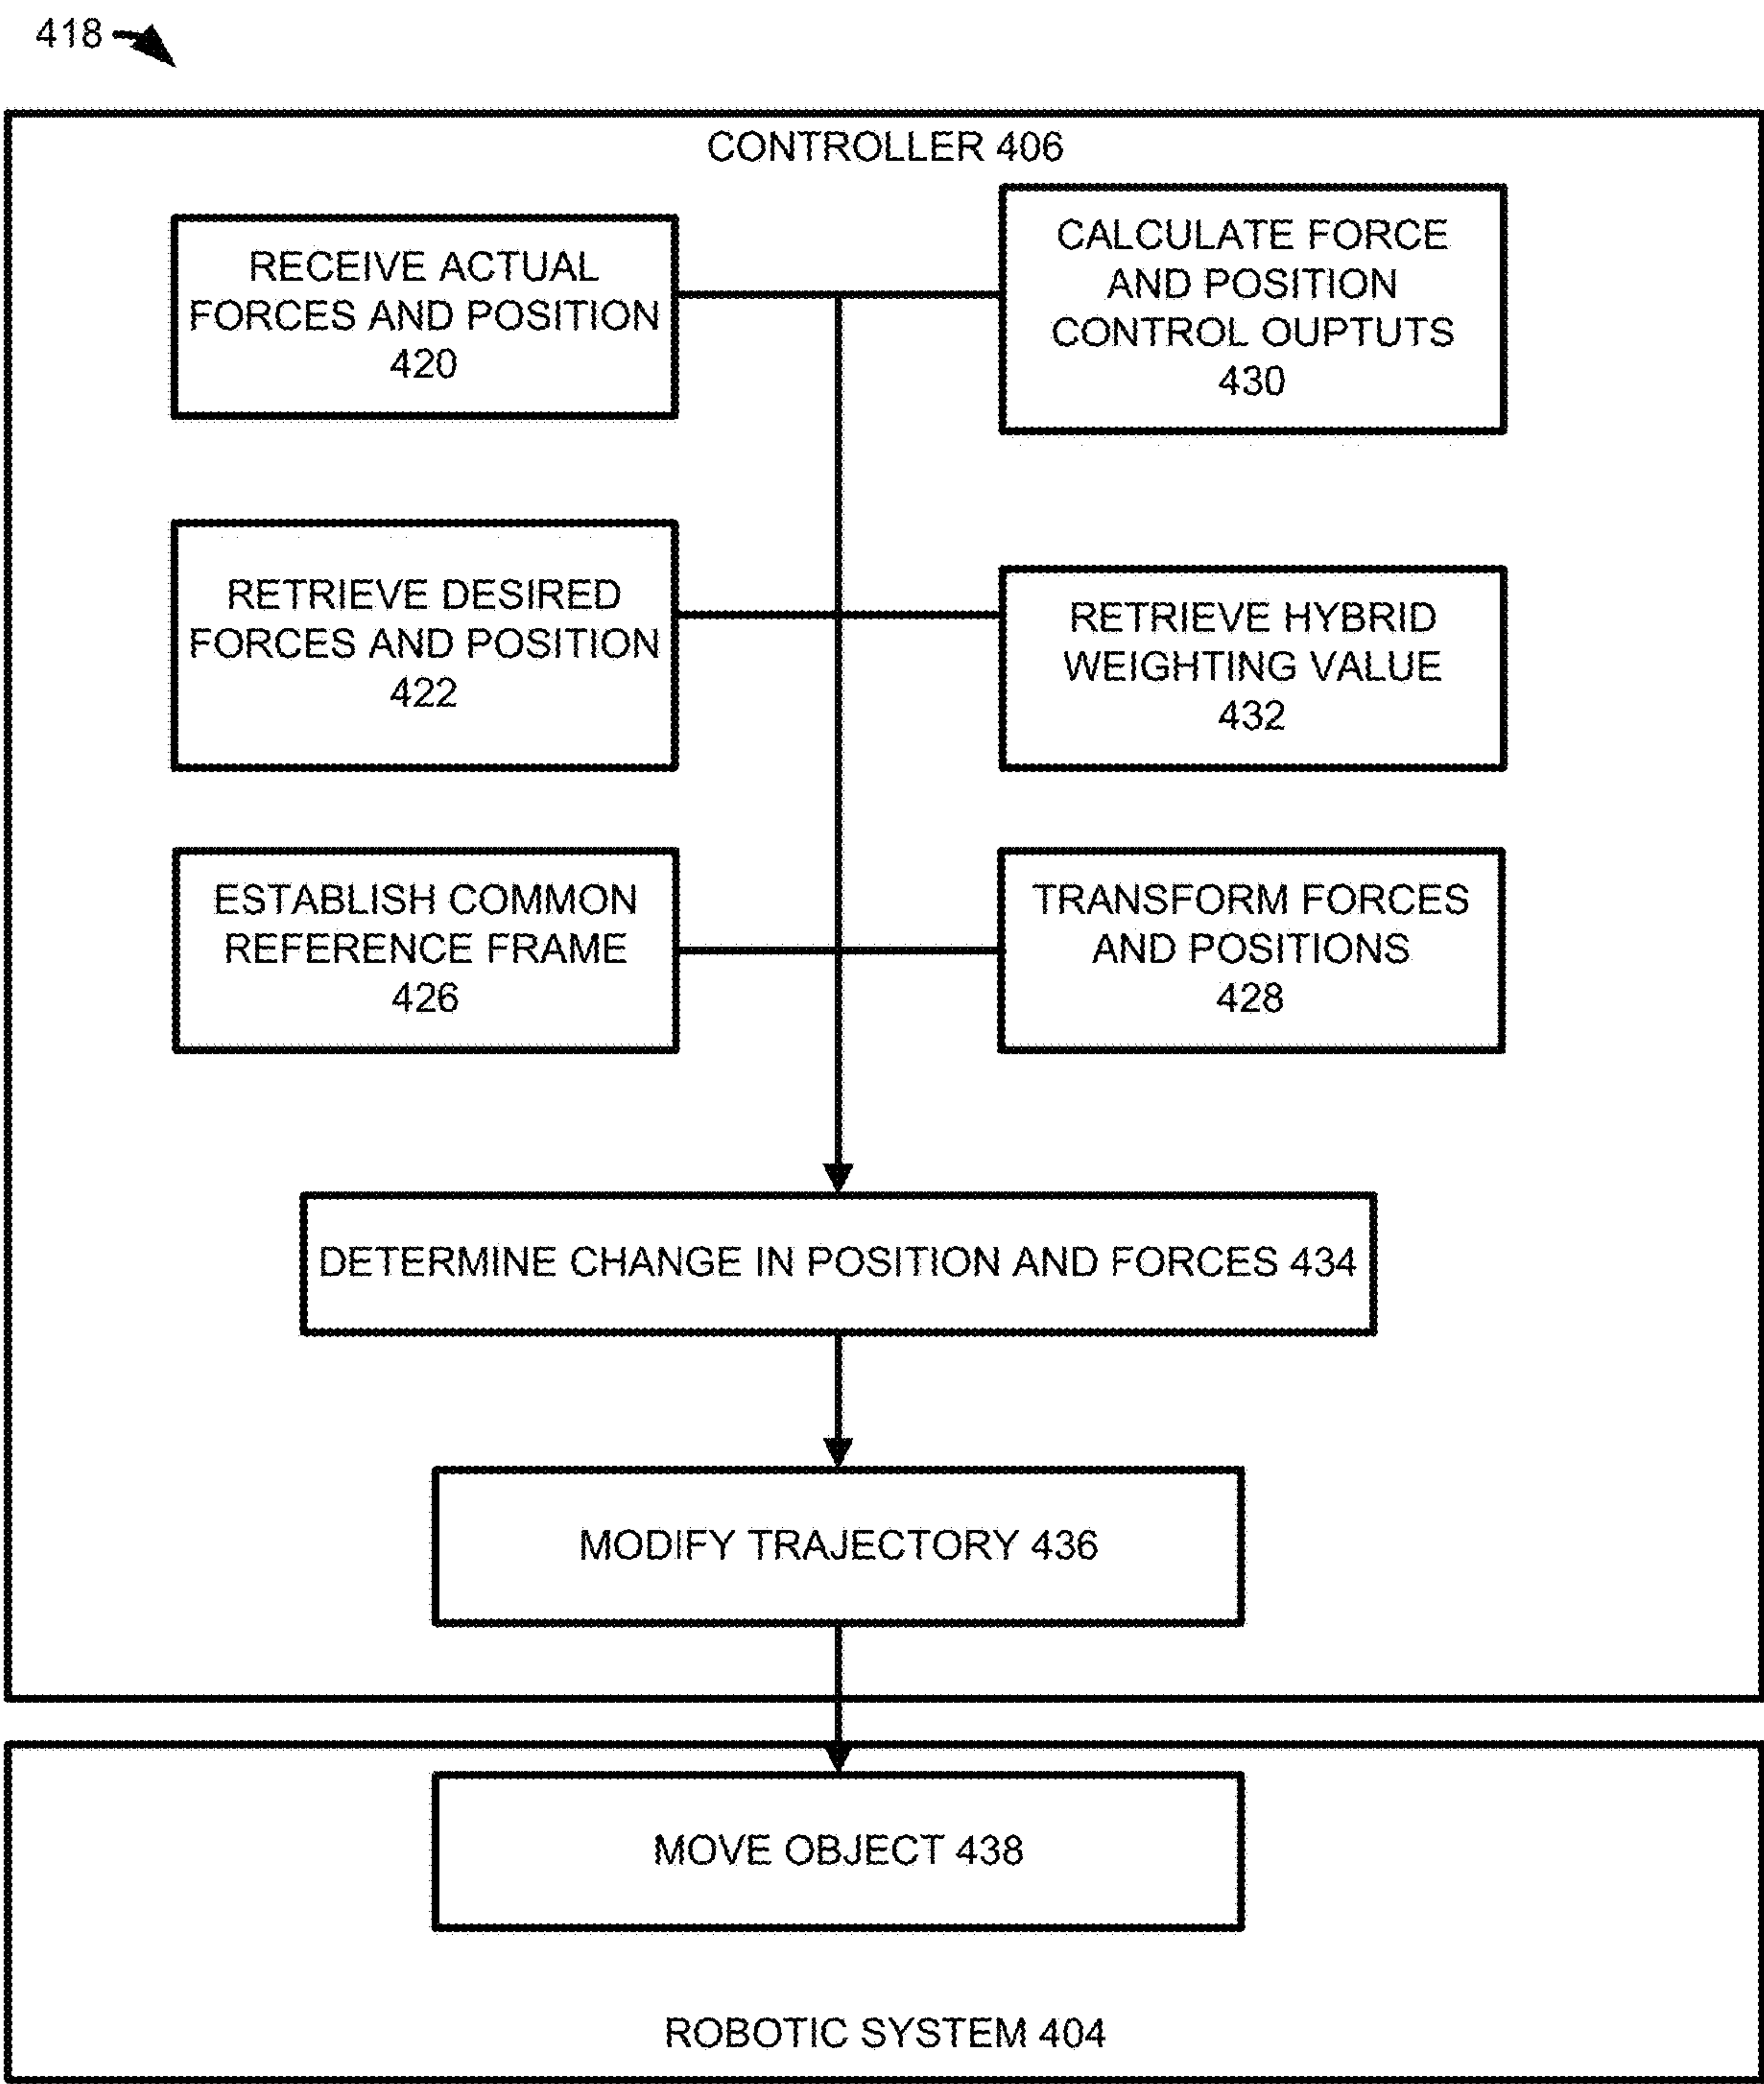 418
CONTROLLER 406
RECEIVE ACTUAL
FORCES AND POSITION
420
CALCULATE FORCE
AND POSITION
CONTROL OUPTUTS
430
RETRIEVE DESIRED
FORCES AND POSITION
422
RETRIEVE HYBRID
WEIGHTING VALUE
432
ESTABLISH COMMON
REFERENCE FRAME
426
TRANSFORM FORCES
AND POSITIONS
428
DETERMINE CHANGE IN POSITION AND FORCES 434
MODIFY TRAJECTORY 436
MOVE OBJECT 438
ROBOTIC SYSTEM 404